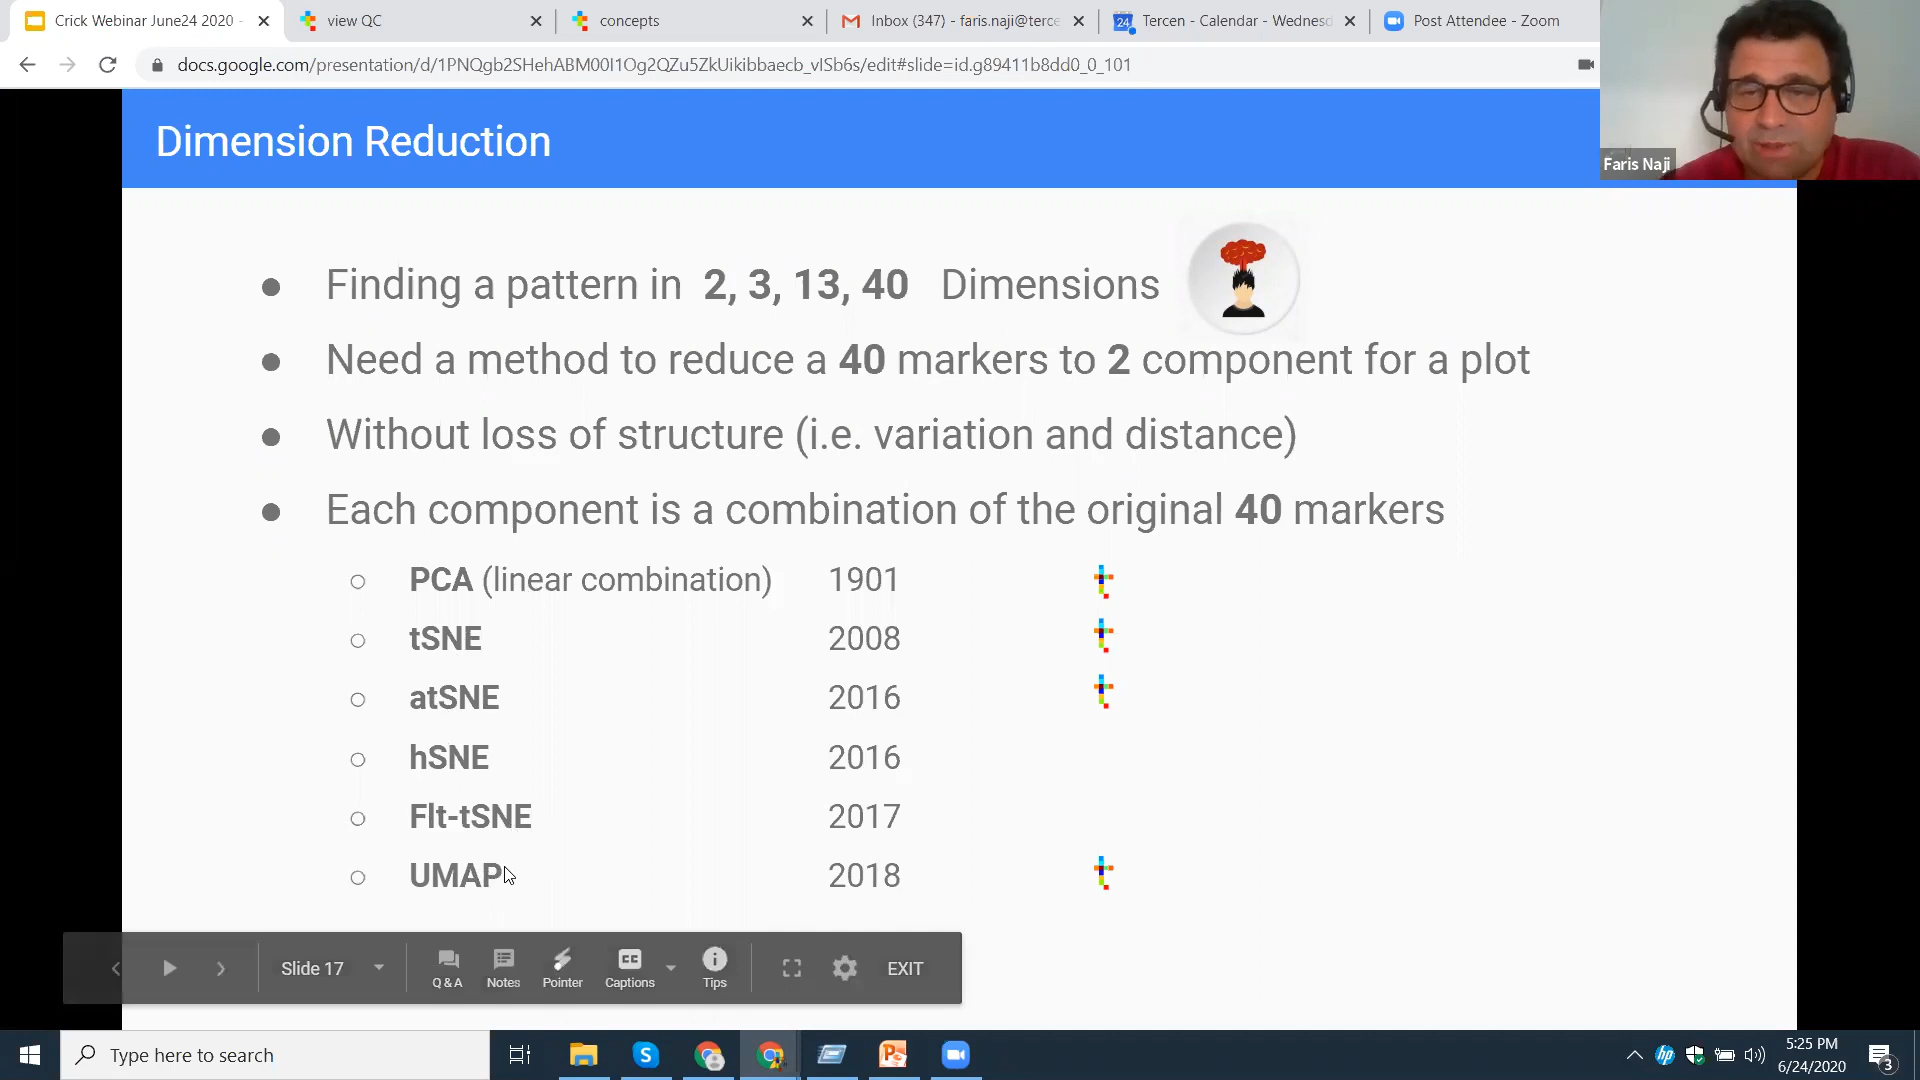 Crick Webinar June24 2020 -
view QC
concepts
Inbox (347) - faris.naji@terce
24
Tercen - Calendar - Wednesd
Post Attendee - Zoom
docs.google.com/presentation/d/1PNQgb2SHehABM00I1Og2QZu5ZkUikibbaecb_vlSb6s/edit#slide=id.g89411b8dd0_0_101
Faris Naji
Dimension Reduction
Finding a pattern in 2, 3, 13, 40 Dimensions
Need a method to reduce a 40 markers to 2 component for a plot
Without loss of structure (i.e. variation and distance)
Each component is a combination of the original 40 markers
PCA (linear combination) 1901
tSNE 2008
atSNE 2016
hSNE 2016
Flt-tSNE 2017
UMAP 2018
Slide 17
Q & A
Notes
Pointer
CC
Captions
Tips
EXIT
Type here to search
5:25 PM
6/24/2020
3